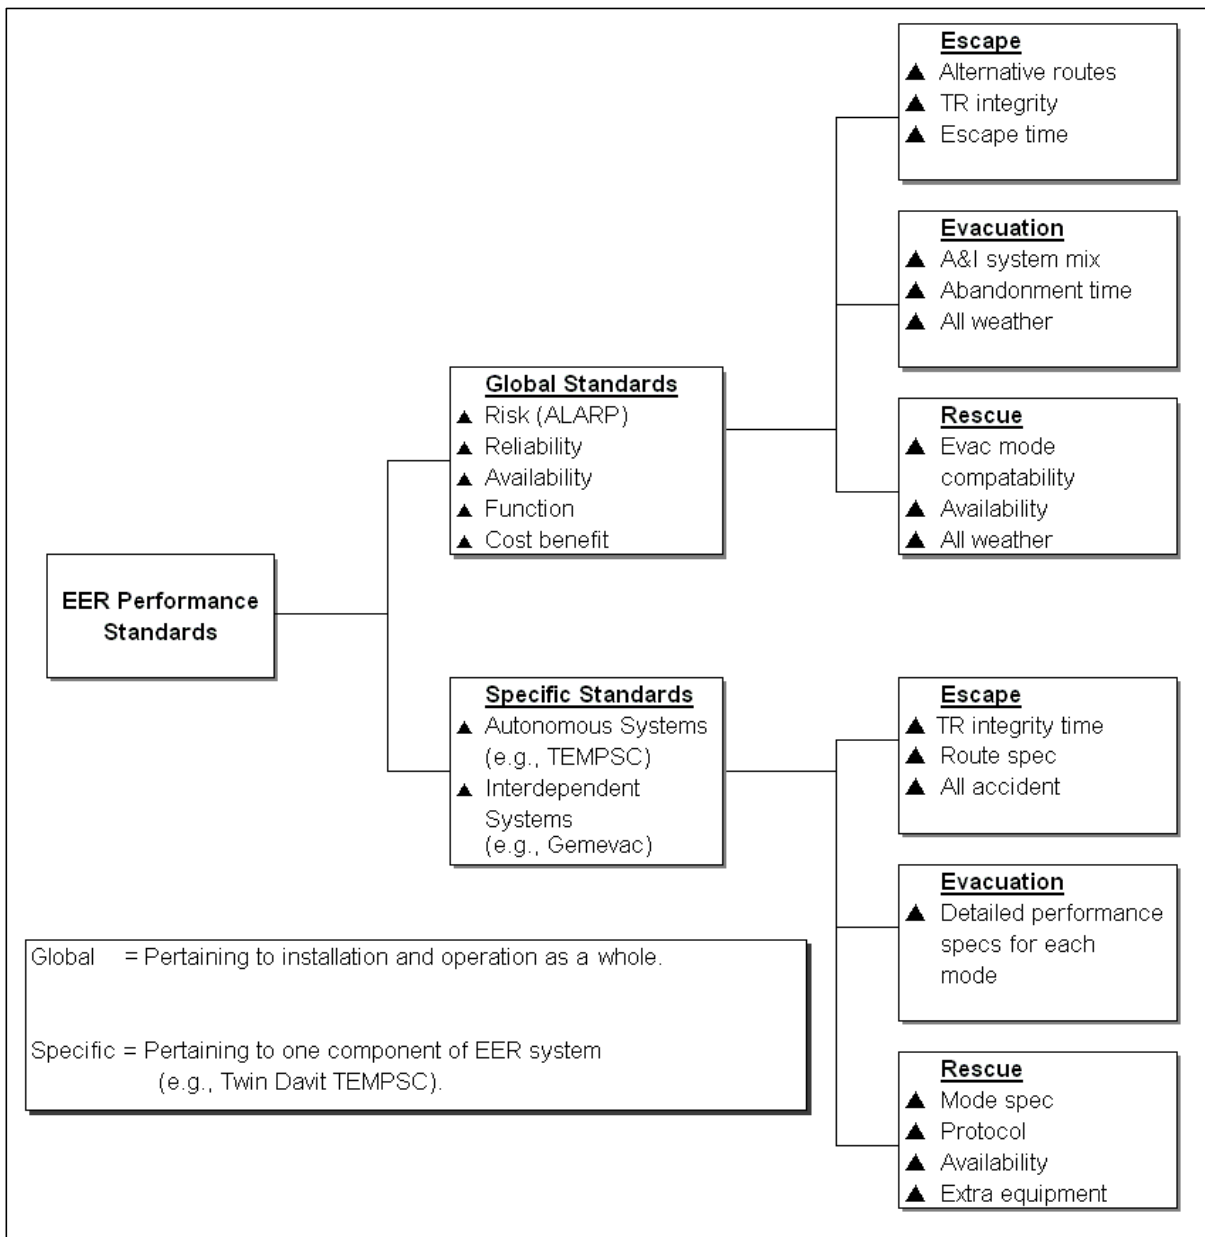 EER Performance
Standards
Global Standards
▲ Risk (ALARP)
▲ Reliability
▲ Availability
▲ Function
▲ Cost benefit
Escape
▲ Alternative routes
▲ TR integrity
▲ Escape time
Evacuation
▲ A&I system mix
▲ Abandonment time
▲ All weather
Rescue
▲ Evac mode
compatability
▲ Availability
▲ All weather
Specific Standards
▲ Autonomous Systems
(e.g., TEMPSC)
▲ Interdependent
Systems
(e.g., Gemevac)
Escape
▲ TR integrity time
▲ Route spec
▲ All accident
Evacuation
▲ Detailed performance
specs for each
mode
Rescue
▲ Mode spec
▲ Protocol
▲ Availability
▲ Extra equipment
Global = Pertaining to installation and operation as a whole.
Specific = Pertaining to one component of EER system
(e.g., Twin Davit TEMPSC).